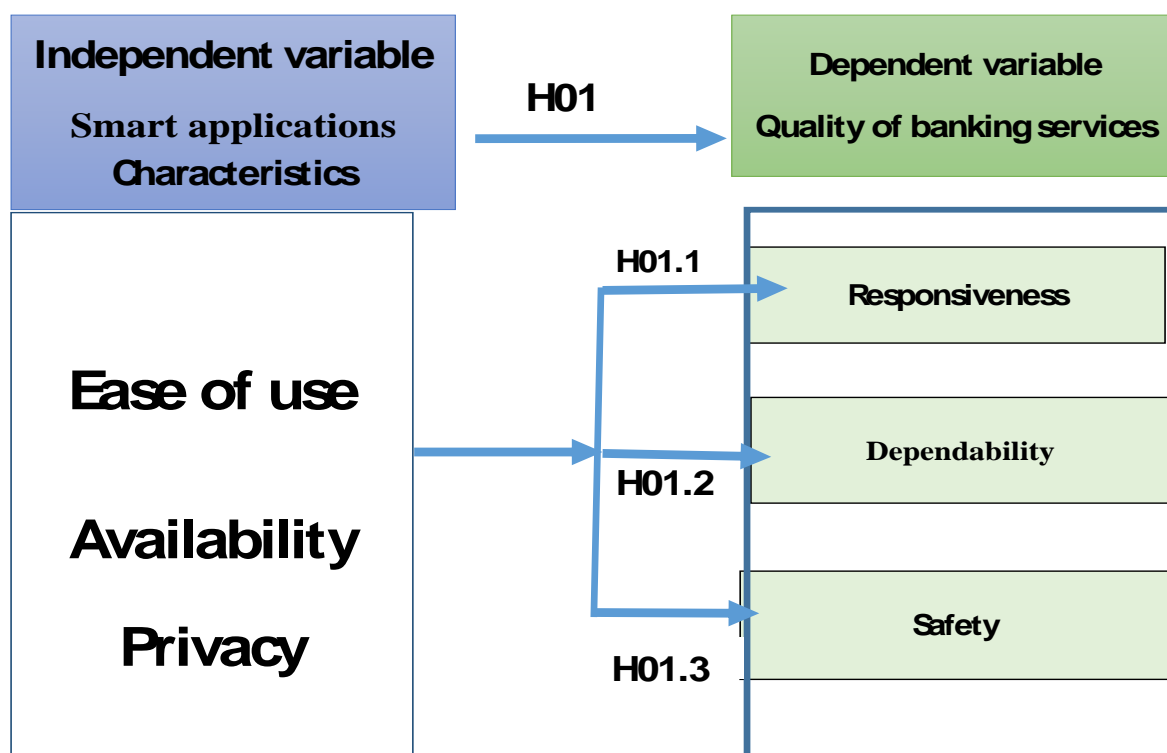 Independent variable
Smart applications
Characteristics
H01
Dependent variable
Quality of banking services
Ease of use
Availability
Privacy
H01.1
Responsiveness
H01.2
Dependability
H01.3
Safety